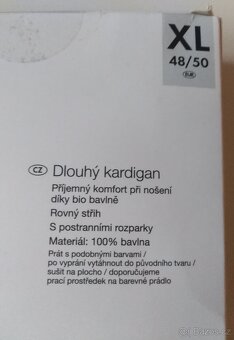 XL
48/50
EUR
CZ Dlouhý kardigan
Příjemný komfort při nošení
díky bio bavlně
Rovný střih
S postranními rozparky
Materiál: 100% bavlna
Prát s podobnými barvami /
po vyprání vytáhnout do původního tvaru /
sušit na plocho / doporučujeme
prací prostředek na barevné prádlo